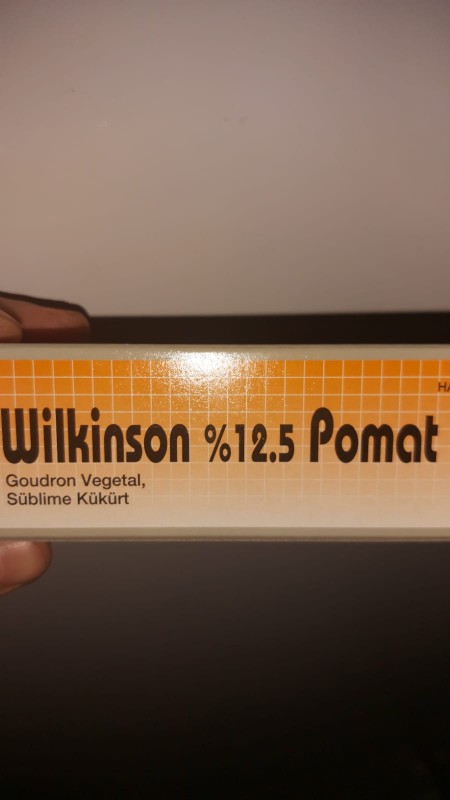 Wilkinson %12.5 Pomat
Goudron Vegetal,
Süblime Kükürt